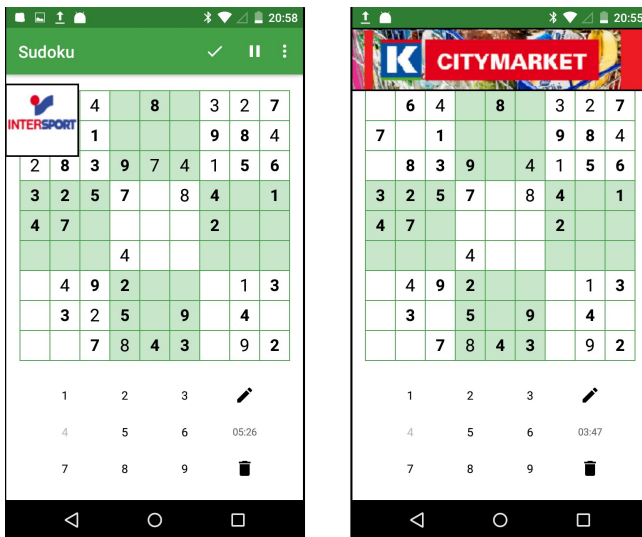 20:58
Sudoku
INTERSPORT
4 8 3 2 7
1 9 8 4
2 8 3 9 7 4 1 5 6
3 2 5 7 8 4 1
4 7 2
4
4 9 2 1 3
3 2 5 9 4
7 8 4 3 9 2
1 2 3
4 5 6 05:26
7 8 9
20:55
K CITYMARKET
6 4 8 3 2 7
7 1 9 8 4
8 3 9 4 1 5 6
3 2 5 7 8 4 1
4 7 2
4
4 9 2 1 3
3 5 9 4
7 8 4 3 9 2
1 2 3
4 5 6 03:47
7 8 9